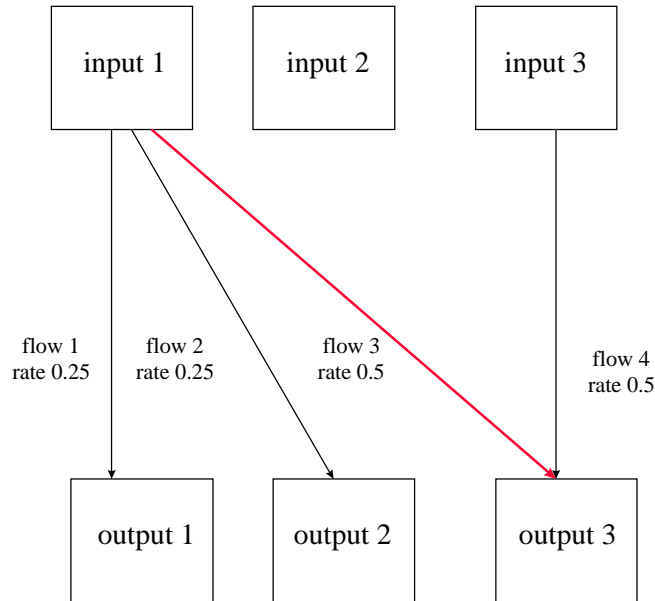 input 1
input 2
input 3
flow 1
rate 0.25
flow 2
rate 0.25
flow 3
rate 0.5
flow 4
rate 0.5
output 1
output 2
output 3